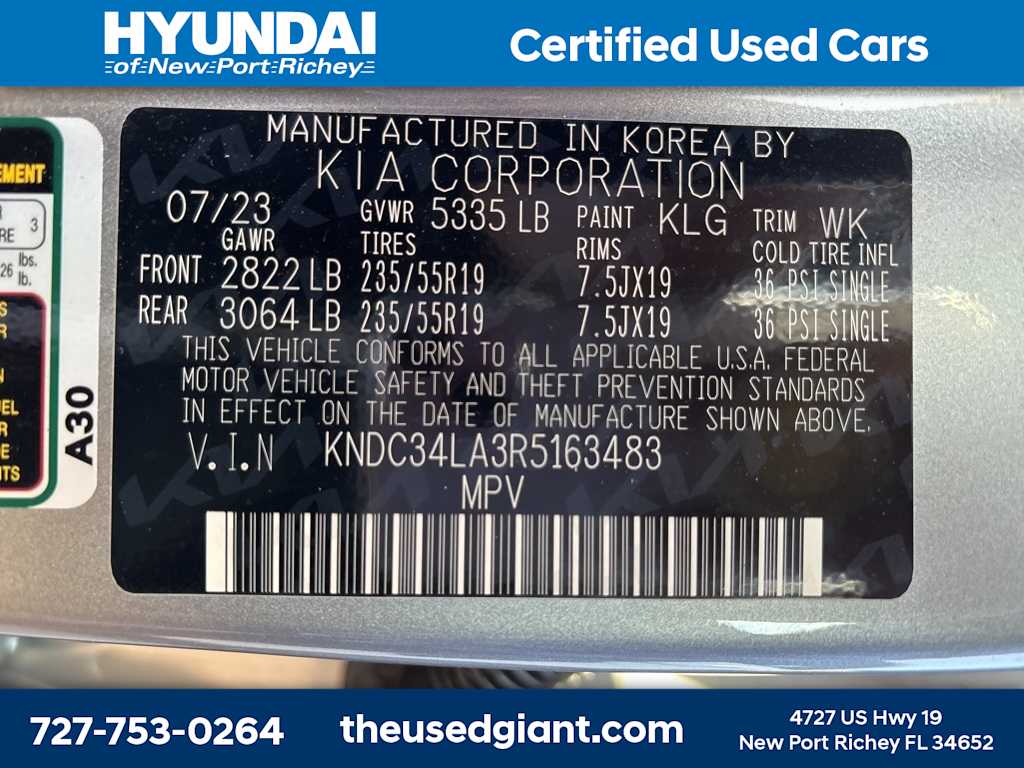 HYUNDAI
of New Port Richey
Certified Used Cars
MANUFACTURED IN KOREA BY
KIA CORPORATION
07/23 GVWR 5335 LB PAINT KLG TRIM WK
GAWR TIRES RIMS COLD TIRE INFL
FRONT 2822 LB 235/55R19 7.5JX19 36 PSI SINGLE
REAR 3064 LB 235/55R19 7.5JX19 36 PSI SINGLE
THIS VEHICLE CONFORMS TO ALL APPLICABLE U.S.A. FEDERAL
MOTOR VEHICLE SAFETY AND THEFT PREVENTION STANDARDS
IN EFFECT ON THE DATE OF MANUFACTURE SHOWN ABOVE.
V.I.N KNDC34LA3R5163483
MPV
3
26 lbs.
lb.
A30
727-753-0264
theusedgiant.com
4727 US Hwy 19
New Port Richey FL 34652